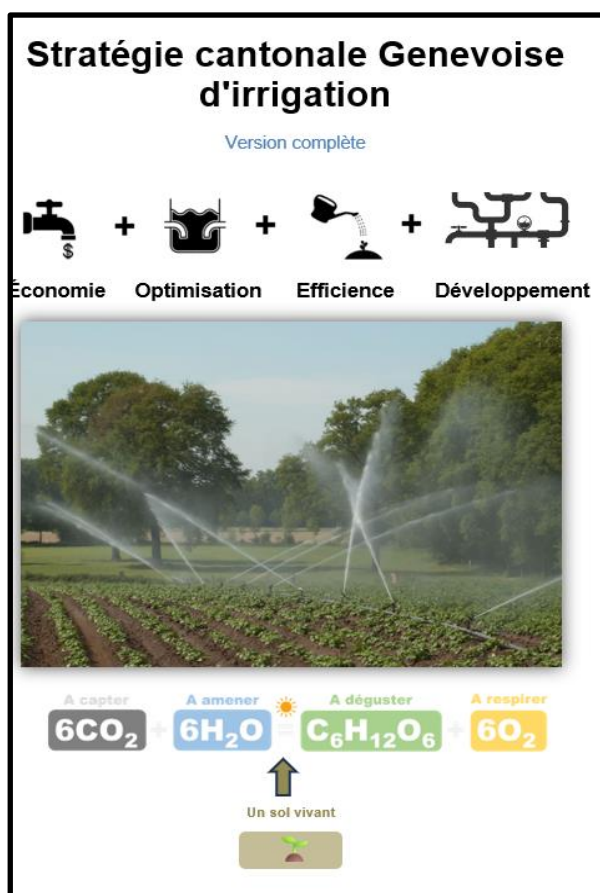 Stratégie cantonale Genevoise
d'irrigation
Version complète
+ + +
$
Économie Optimisation Efficience Développement
A capter A amener A déguster A respirer
6CO₂ + 6H₂O = C₆H₁₂O₆ + 6O₂
Un sol vivant